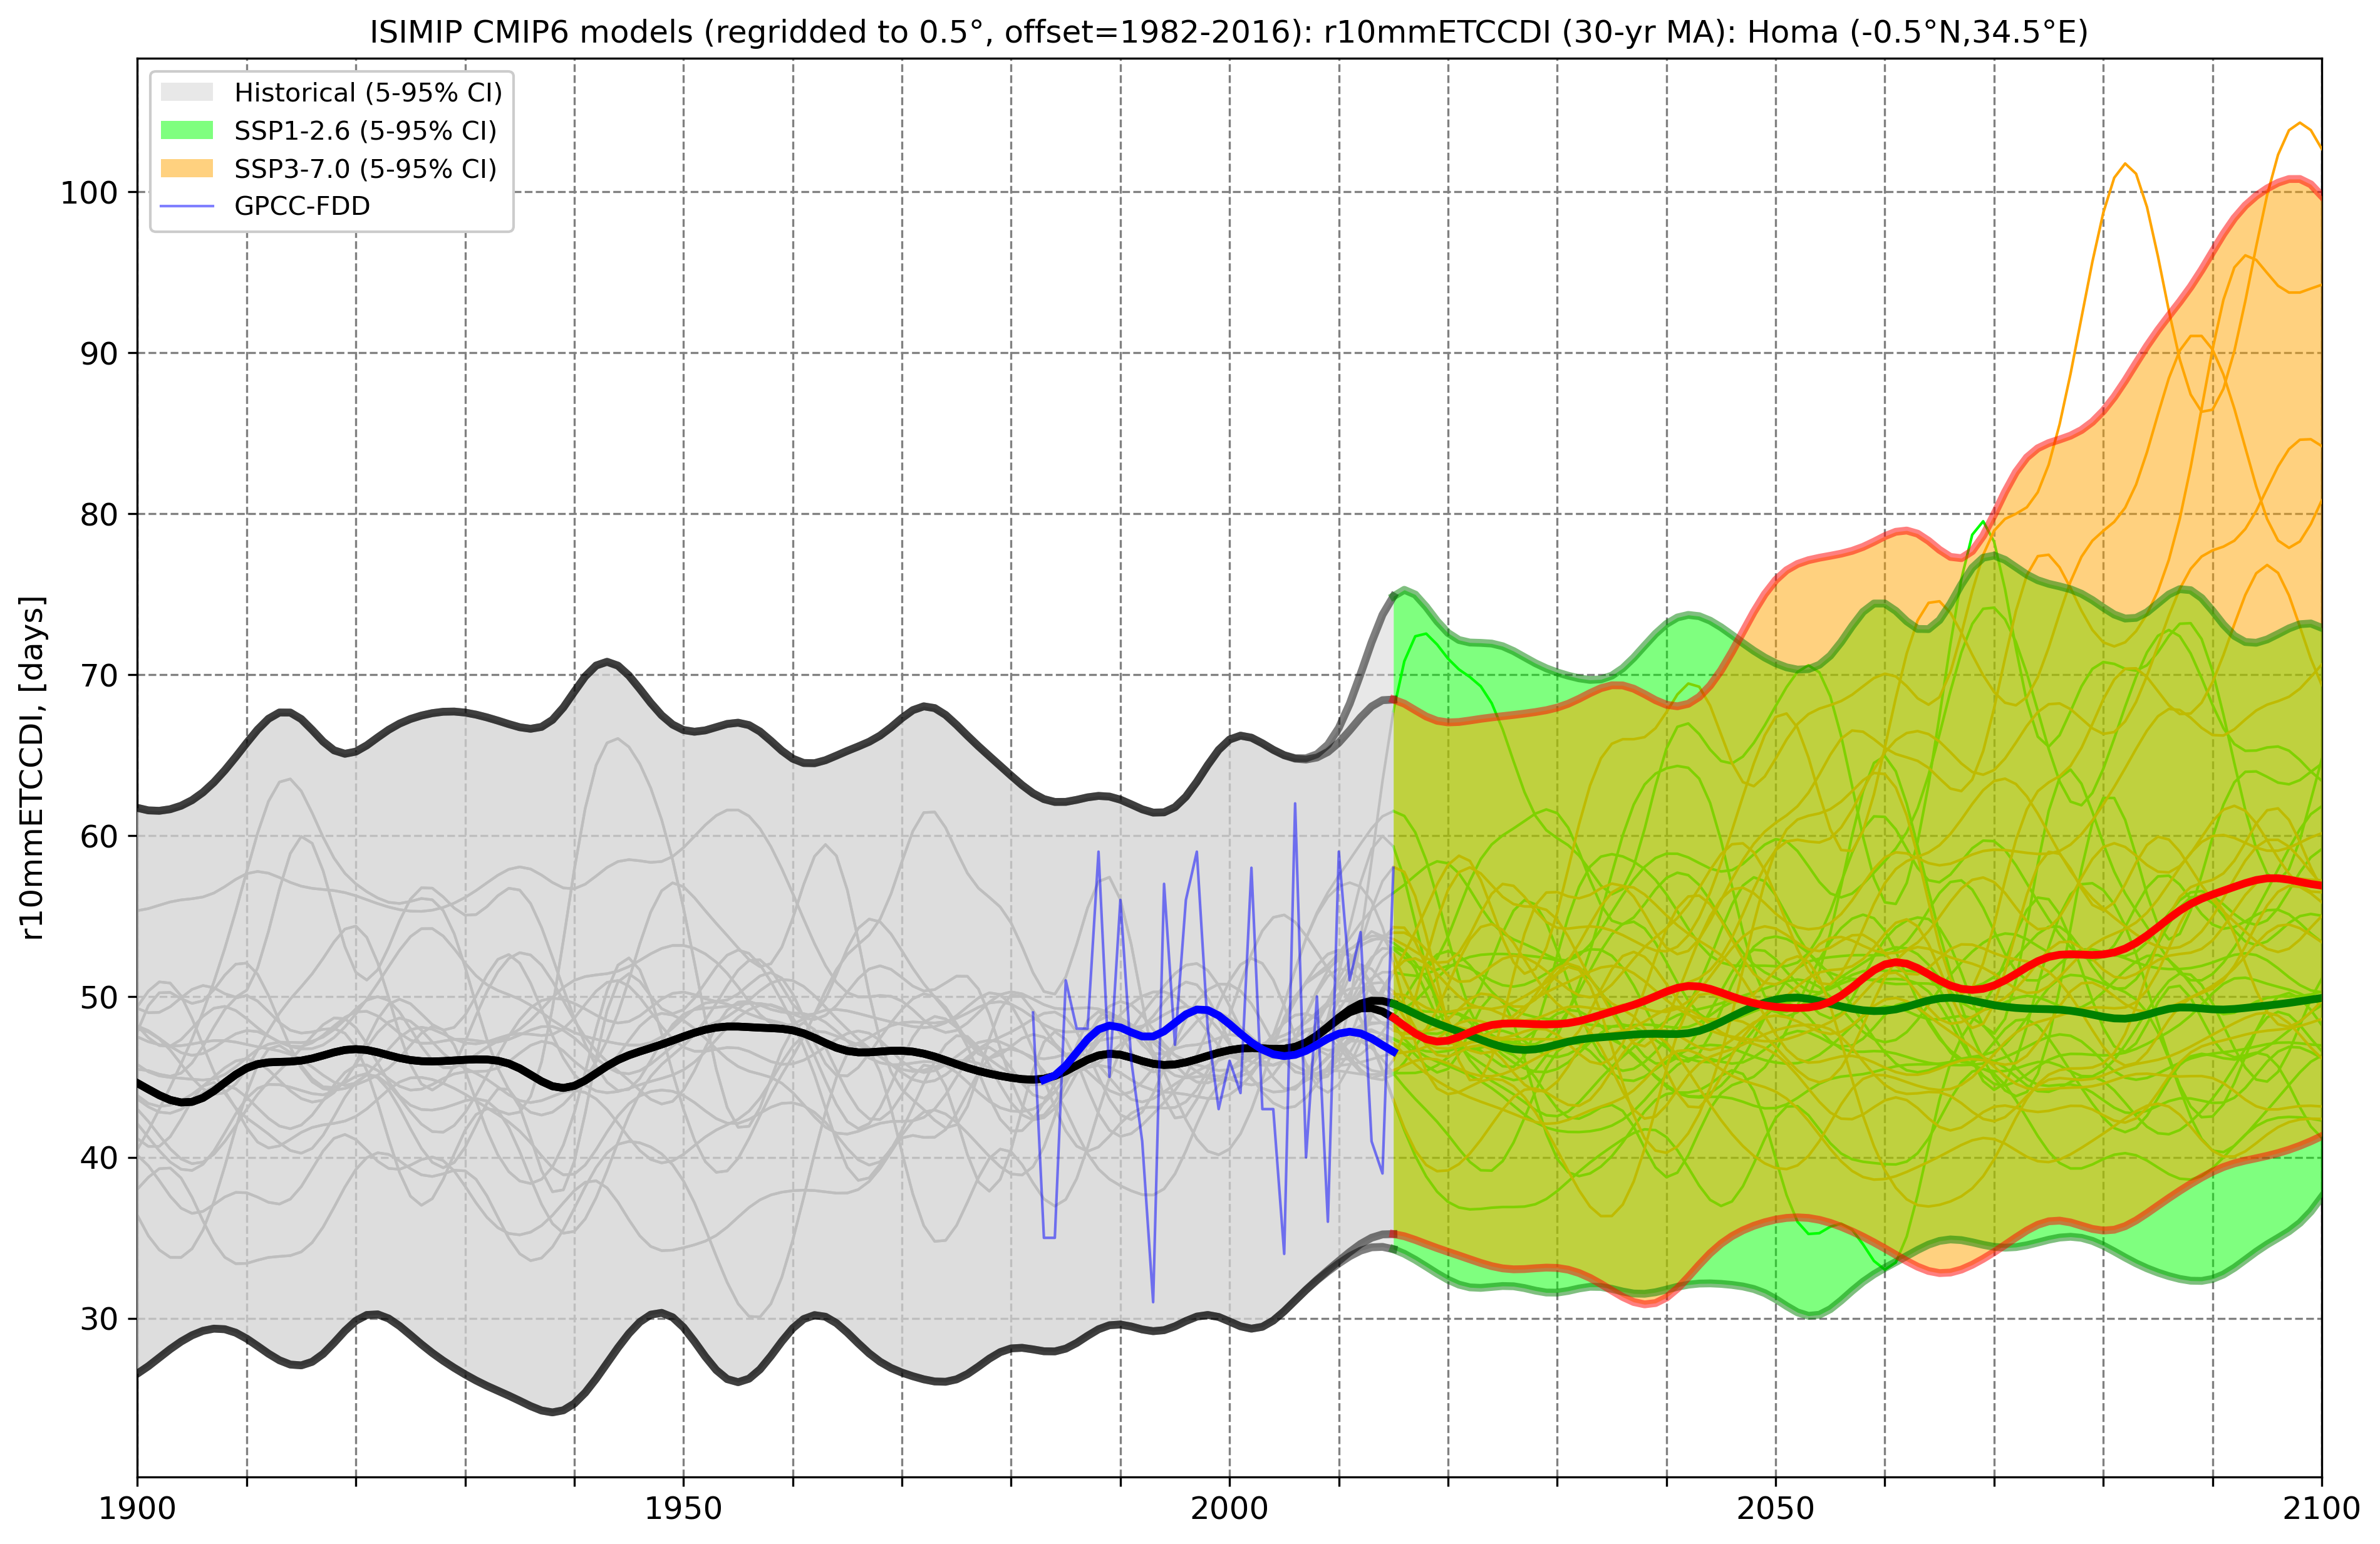 ISIMIP CMIP6 models (regridded to 0.5°, offset=1982-2016): r10mmETCCDI (30-yr MA): Homa (-0.5°N,34.5°E)
Historical (5-95% CI)
SSP1-2.6 (5-95% CI)
SSP3-7.0 (5-95% CI)
GPCC-FDD
r10mmETCCDI, [days]
100
90
80
70
60
50
40
30
1900
1950
2000
2050
2100